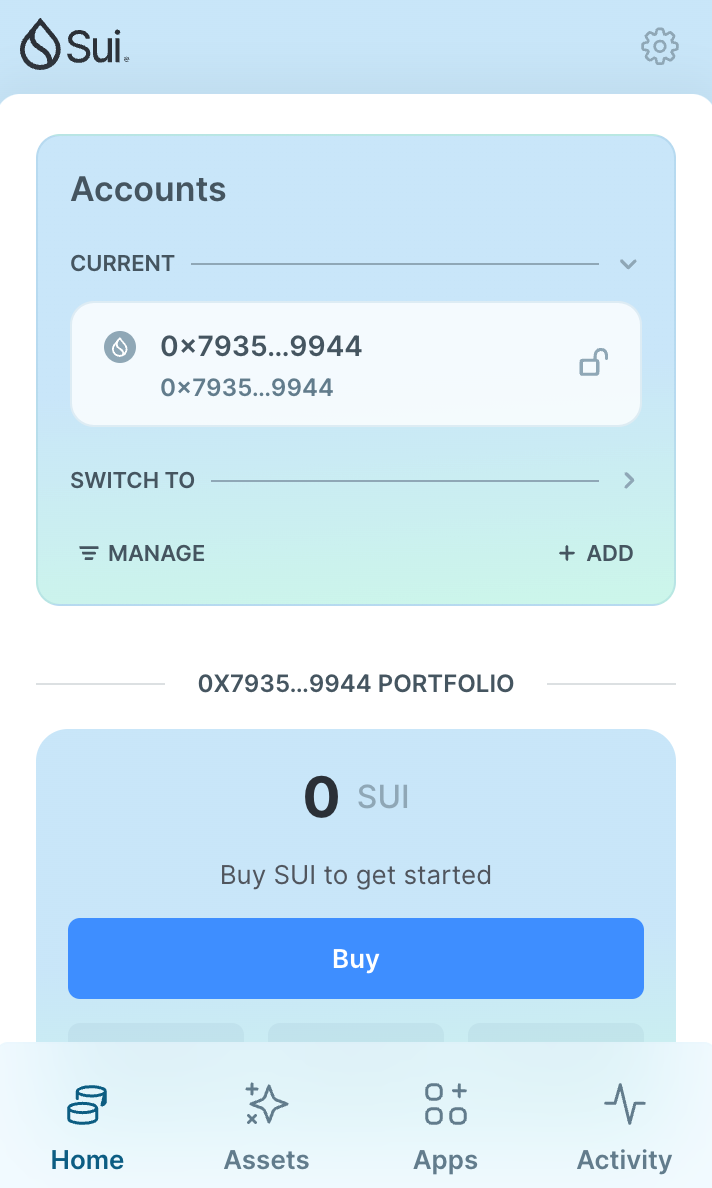 Sui
Accounts
CURRENT
0×7935...9944
0×7935...9944
SWITCH TO
MANAGE
+ ADD
0X7935...9944 PORTFOLIO
0 SUI
Buy SUI to get started
Buy
Home
Assets
Apps
Activity